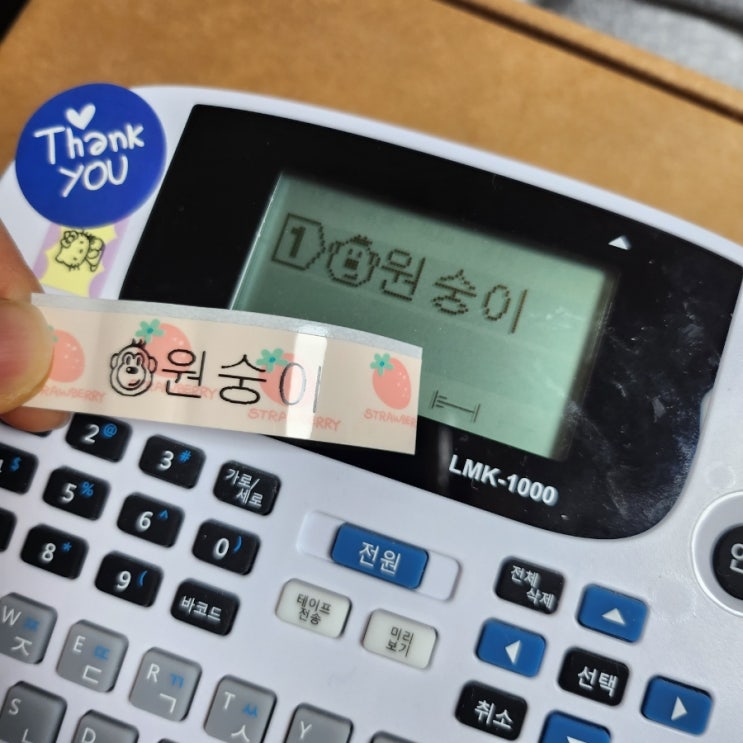 Thank
YOU
1 원숭이
원숭이
STRAWBERRY
STRAWBERRY
STRAWBERRY
LMK-1000
2 @
3 #
가로/
세로
$
5 %
6 ^
0 )
전원
8 *
9 (
바코드
테이프
전송
미리
보기
전체
삭제
선택
취소
W ㅉ
ㅈ
E ㄸ
ㄷ
R ㄲ
ㄱ
T ㅆ
ㅅ
Y
S
ㄴ
D